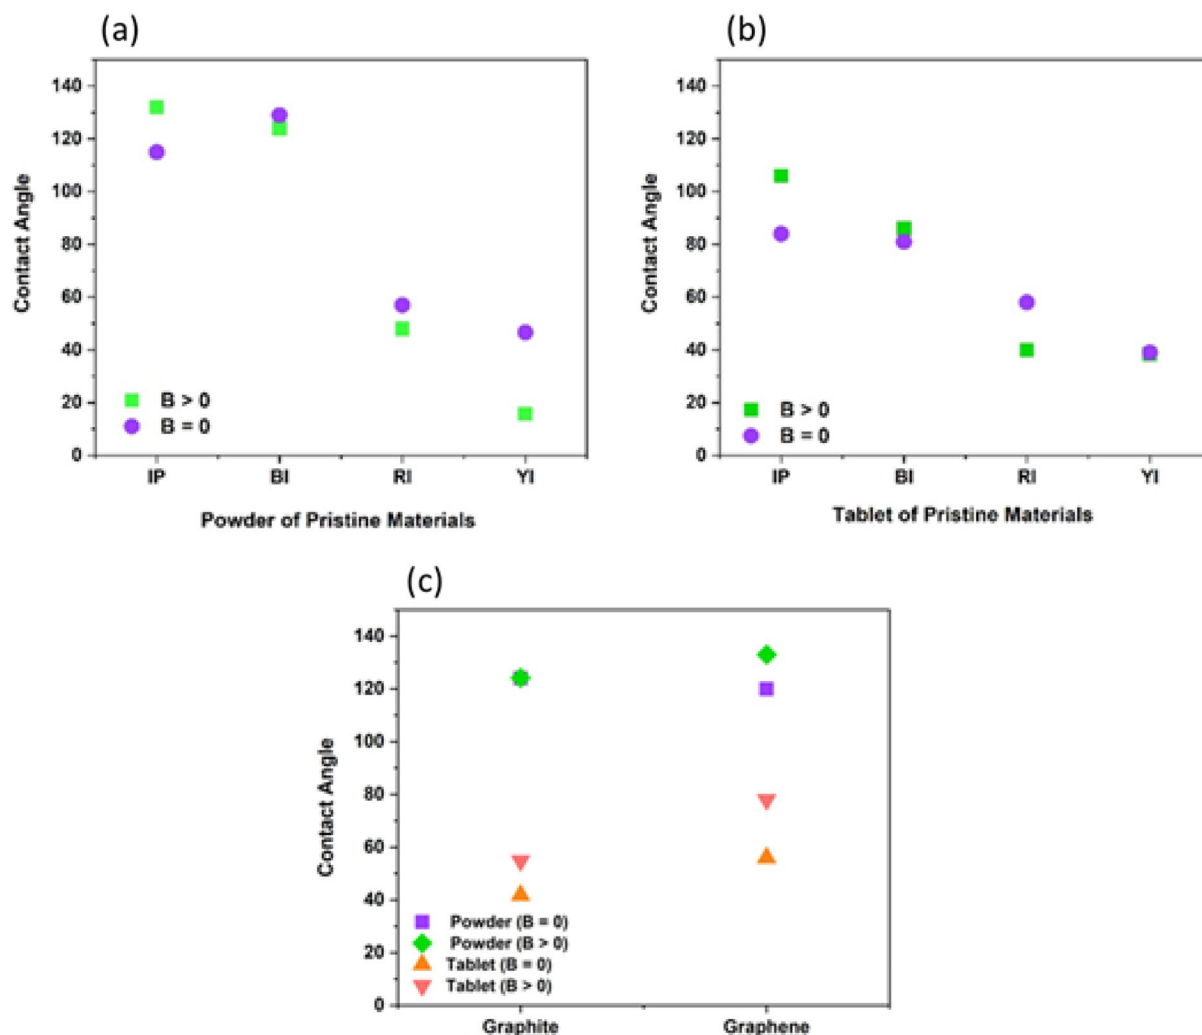 (a)
Contact Angle
140
120
100
80
60
40
20
0
B > 0
B = 0
IP BI RI YI
Powder of Pristine Materials
(b)
Contact Angle
140
120
100
80
60
40
20
0
B > 0
B = 0
IP BI RI YI
Tablet of Pristine Materials
(c)
Contact Angle
140
120
100
80
60
40
20
0
Powder (B = 0)
Powder (B > 0)
Tablet (B = 0)
Tablet (B > 0)
Graphite Graphene